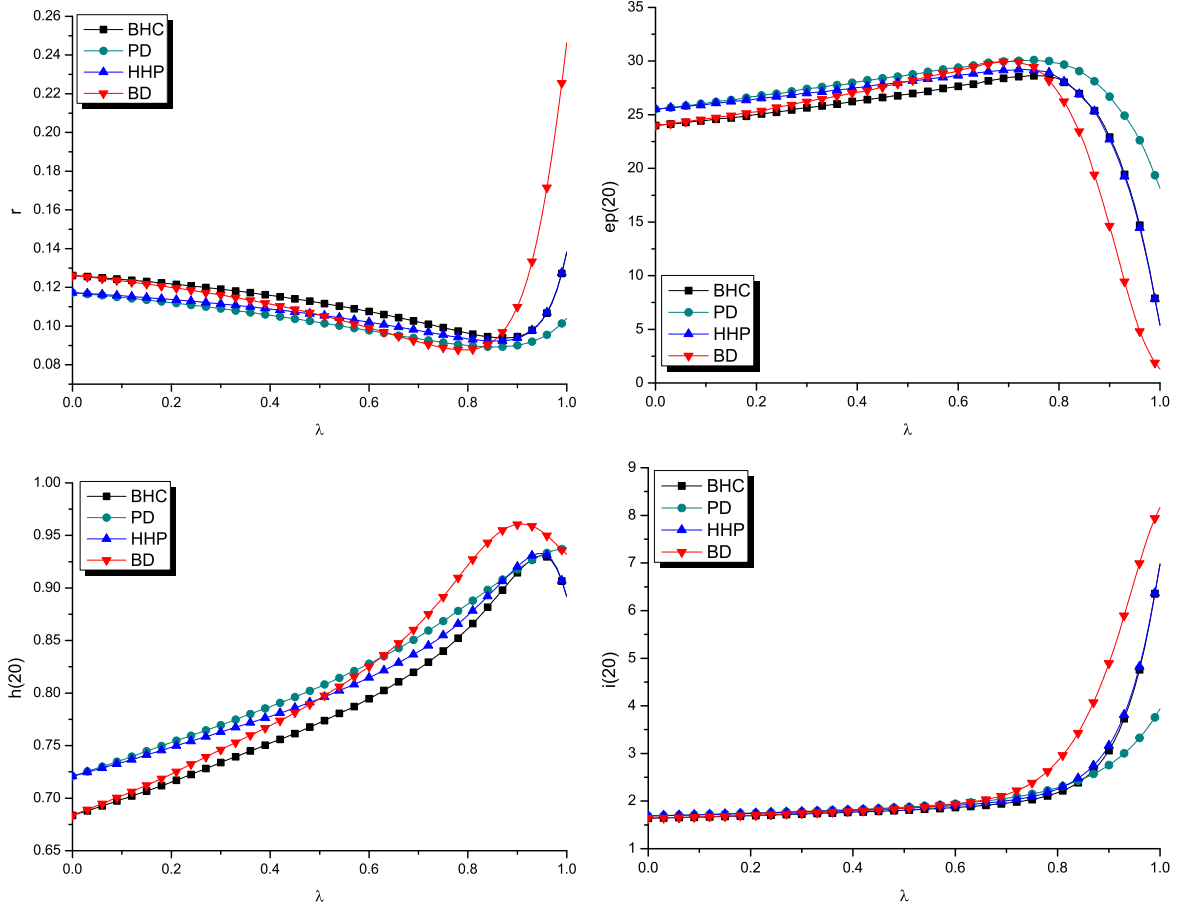 0.26
0.24
0.22
0.20
0.18
0.16
0.14
0.12
0.10
0.08
r
BHC
PD
HHP
BD
0.0 0.2 0.4 0.6 0.8 1.0
λ
35
30
25
20
15
10
5
0
ep(20)
BHC
PD
HHP
BD
0.0 0.2 0.4 0.6 0.8 1.0
λ
1.00
0.95
0.90
0.85
0.80
0.75
0.70
0.65
h(20)
BHC
PD
HHP
BD
0.0 0.2 0.4 0.6 0.8 1.0
λ
9
8
7
6
5
4
3
2
1
i(20)
BHC
PD
HHP
BD
0.0 0.2 0.4 0.6 0.8 1.0
λ